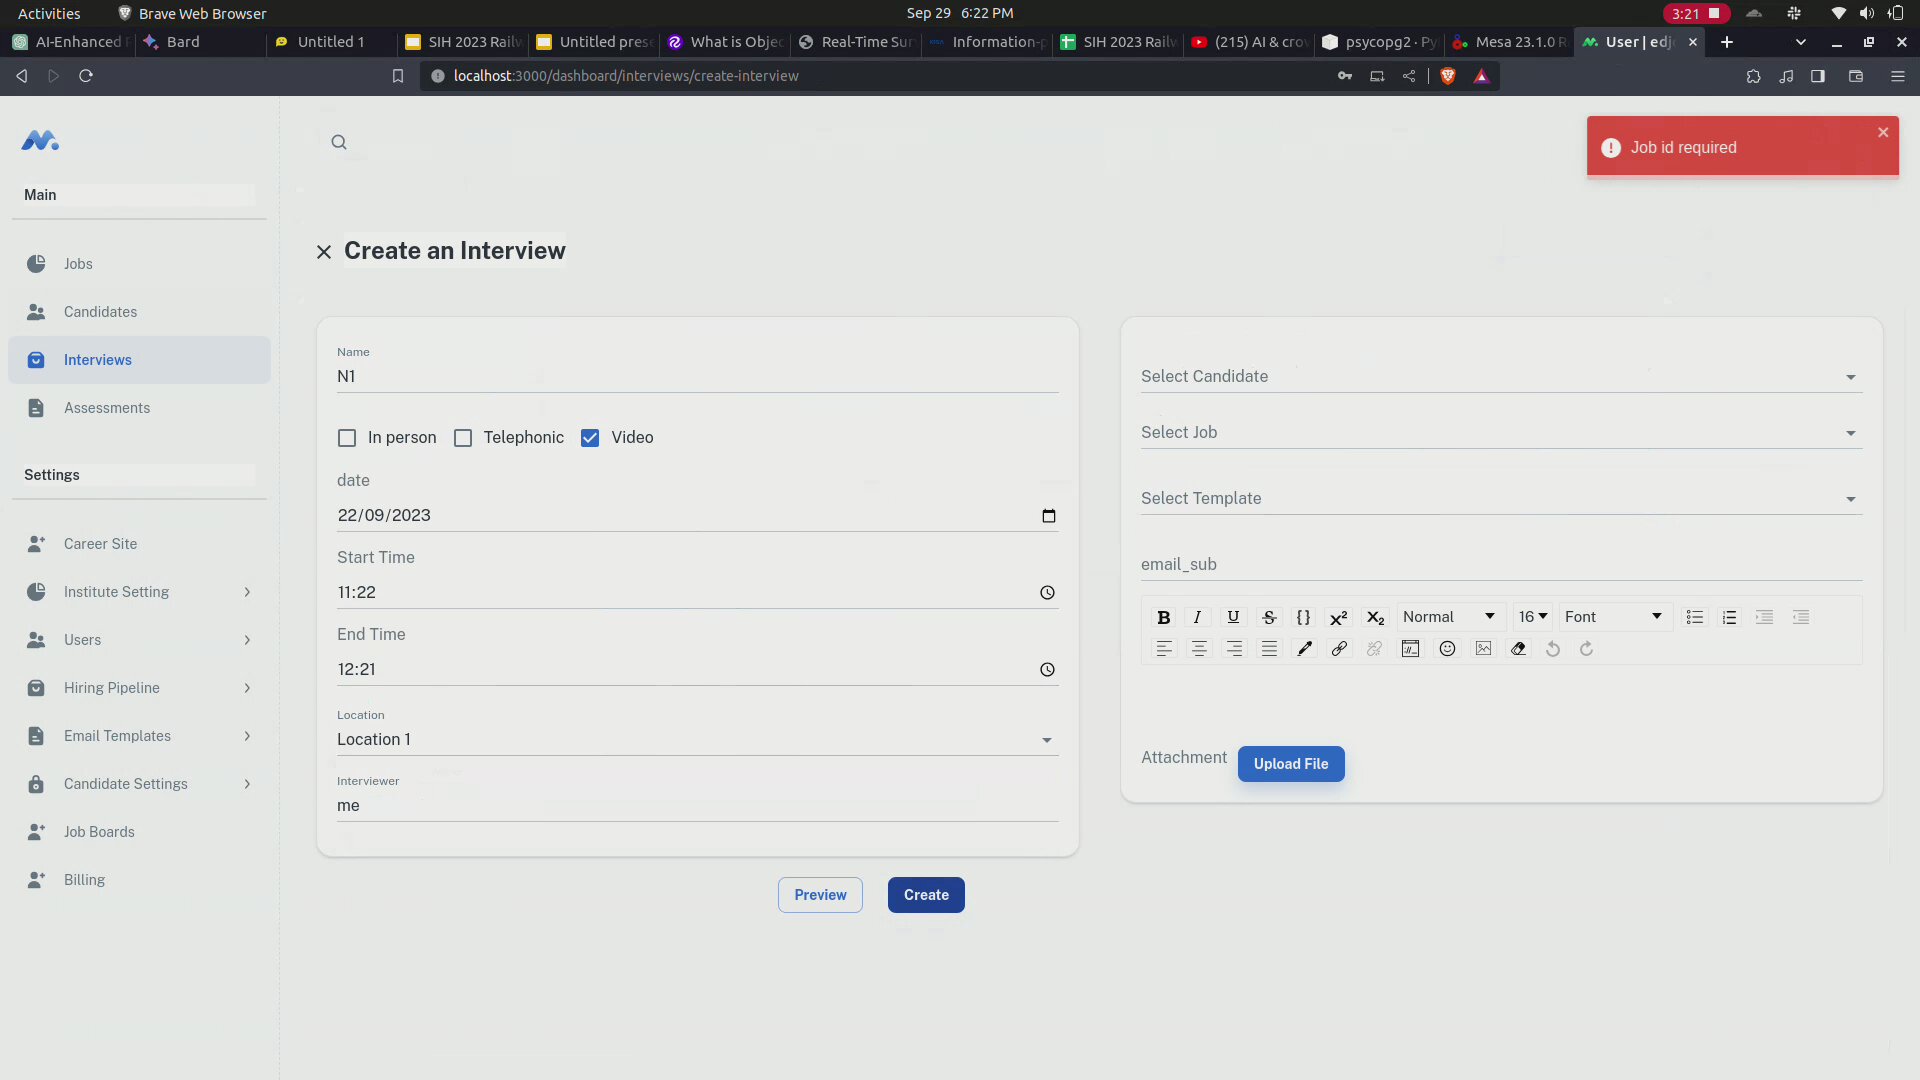 Activities
Brave Web Browser
Sep 29 6:22 PM
3:21
AI-Enhanced
Bard
Untitled 1
SIH 2023 Railw
Untitled prese
What is Objec
Real-Time Sur
Information-p
SIH 2023 Railw
(215) AI & crow
psycopg2 · Py
Mesa 23.1.0 R
User | edjo
localhost:3000/dashboard/interviews/create-interview
Job id required
Main
Create an Interview
Jobs
Candidates
Interviews
Assessments
Settings
Career Site
Institute Setting
Users
Hiring Pipeline
Email Templates
Candidate Settings
Job Boards
Billing
Name
N1
In person
Telephonic
Video
date
22/09/2023
Start Time
11:22
End Time
12:21
Location
Location 1
Interviewer
me
Select Candidate
Select Job
Select Template
email_sub
Normal
16
Font
Attachment
Upload File
Preview
Create